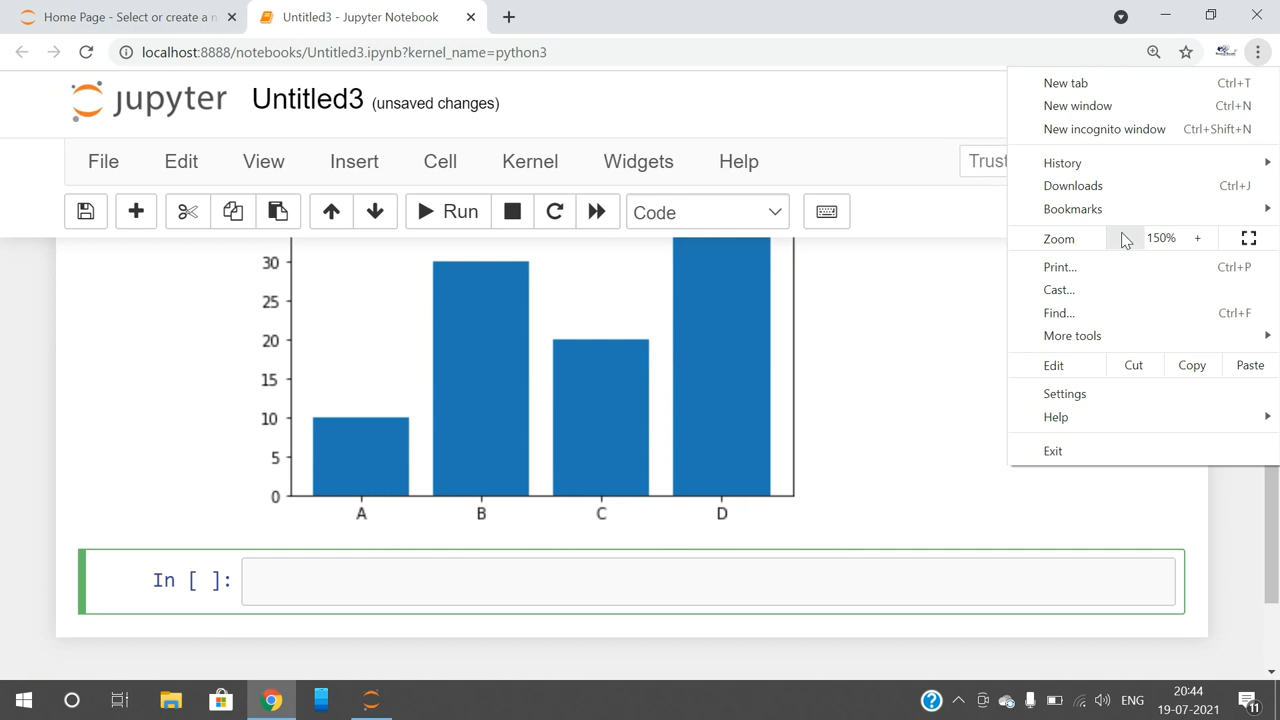 Home Page - Select or create a n
Untitled3 - Jupyter Notebook
localhost:8888/notebooks/Untitled3.ipynb?kernel_name=python3
jupyter Untitled3 (unsaved changes)
File Edit View Insert Cell Kernel Widgets Help Trust
Run Code
New tab Ctrl+T
New window Ctrl+N
New incognito window Ctrl+Shift+N
History
Downloads Ctrl+J
Bookmarks
Zoom 150% +
Print... Ctrl+P
Cast...
Find... Ctrl+F
More tools
Edit Cut Copy Paste
Settings
Help
Exit
30
25
20
15
10
5
0
A B C D
In [ ]:
ENG
20:44
19-07-2021
11